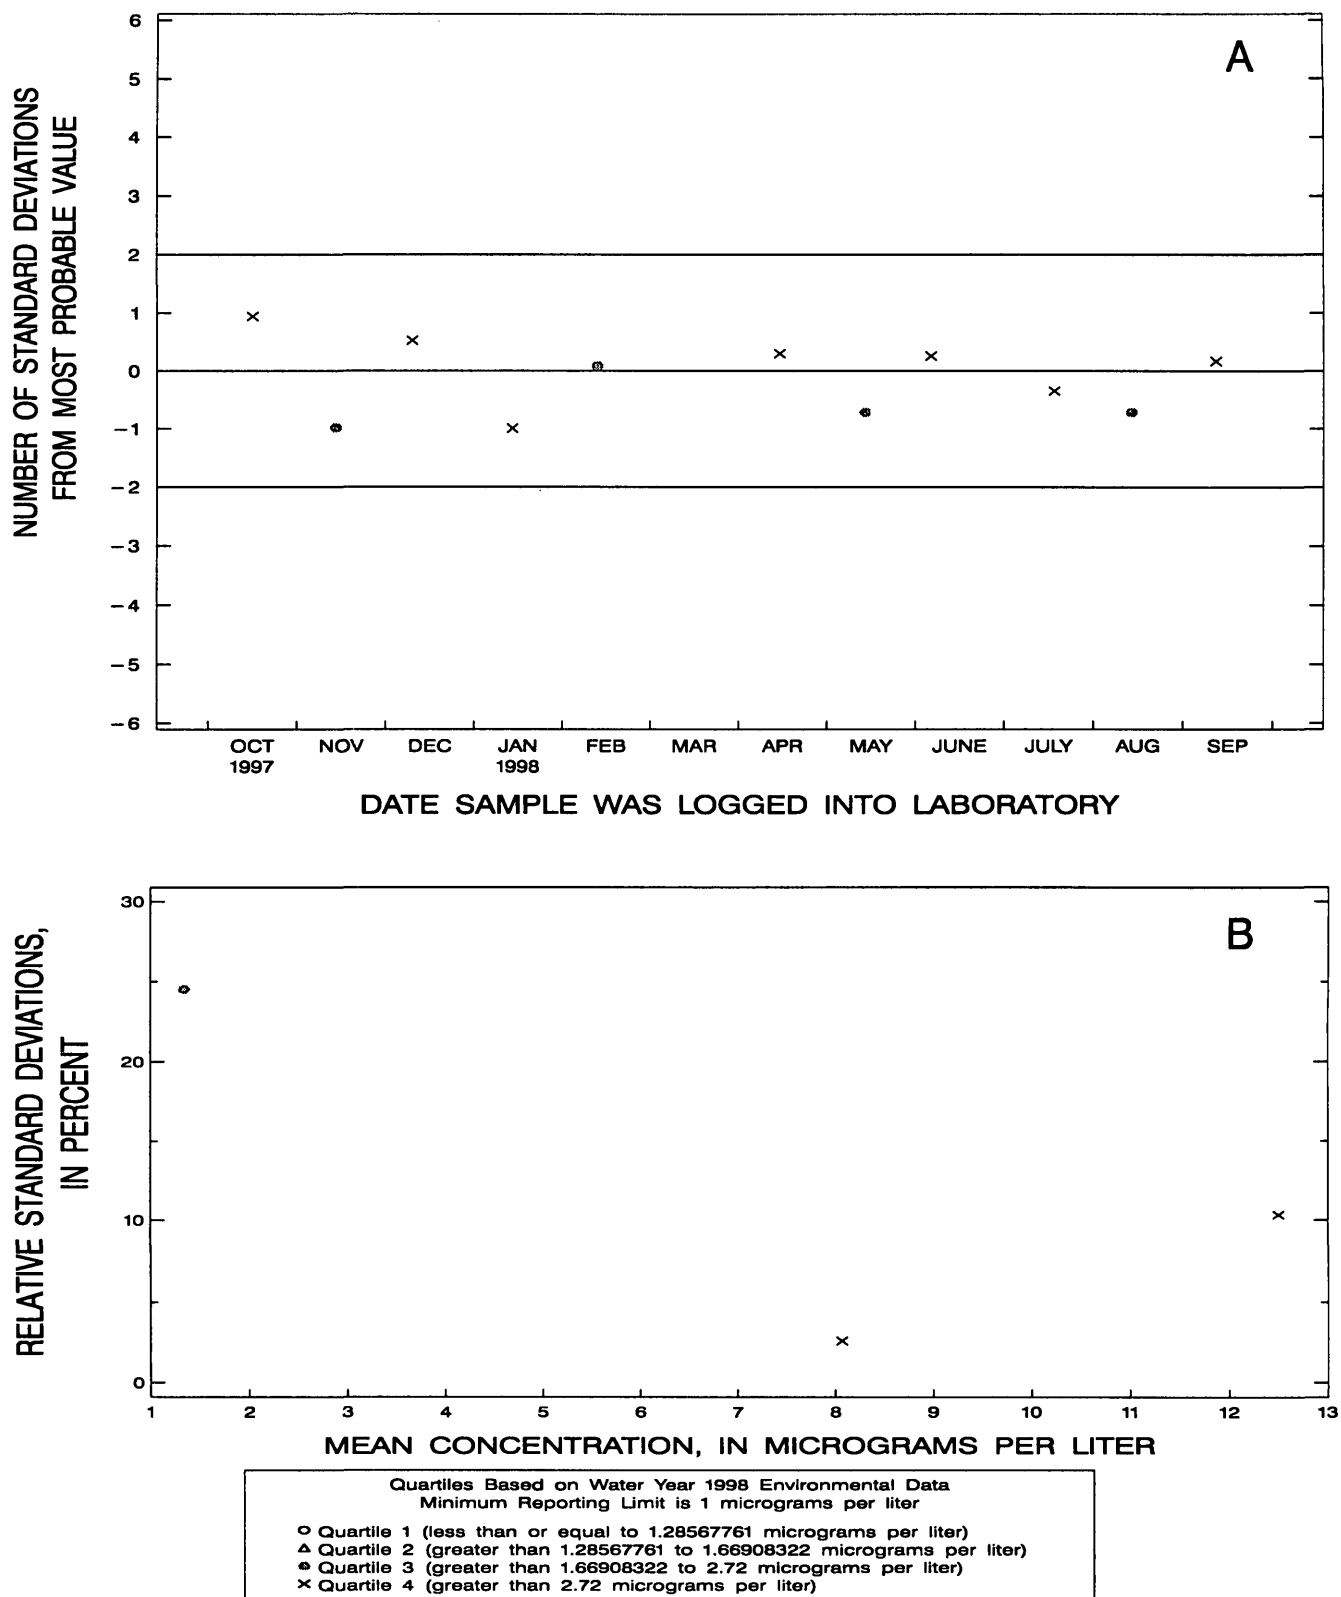 A
NUMBER OF STANDARD DEVIATIONS
FROM MOST PROBABLE VALUE
6
5
4
3
2
1
0
-1
-2
-3
-4
-5
-6
OCT NOV DEC JAN FEB MAR APR MAY JUNE JULY AUG SEP
1997 1998
DATE SAMPLE WAS LOGGED INTO LABORATORY
B
RELATIVE STANDARD DEVIATIONS,
IN PERCENT
30
20
10
0
1 2 3 4 5 6 7 8 9 10 11 12 13
MEAN CONCENTRATION, IN MICROGRAMS PER LITER
Quartiles Based on Water Year 1998 Environmental Data
Minimum Reporting Limit is 1 micrograms per liter
Quartile 1 (less than or equal to 1.28567761 micrograms per liter)
Quartile 2 (greater than 1.28567761 to 1.66908322 micrograms per liter)
Quartile 3 (greater than 1.66908322 to 2.72 micrograms per liter)
Quartile 4 (greater than 2.72 micrograms per liter)